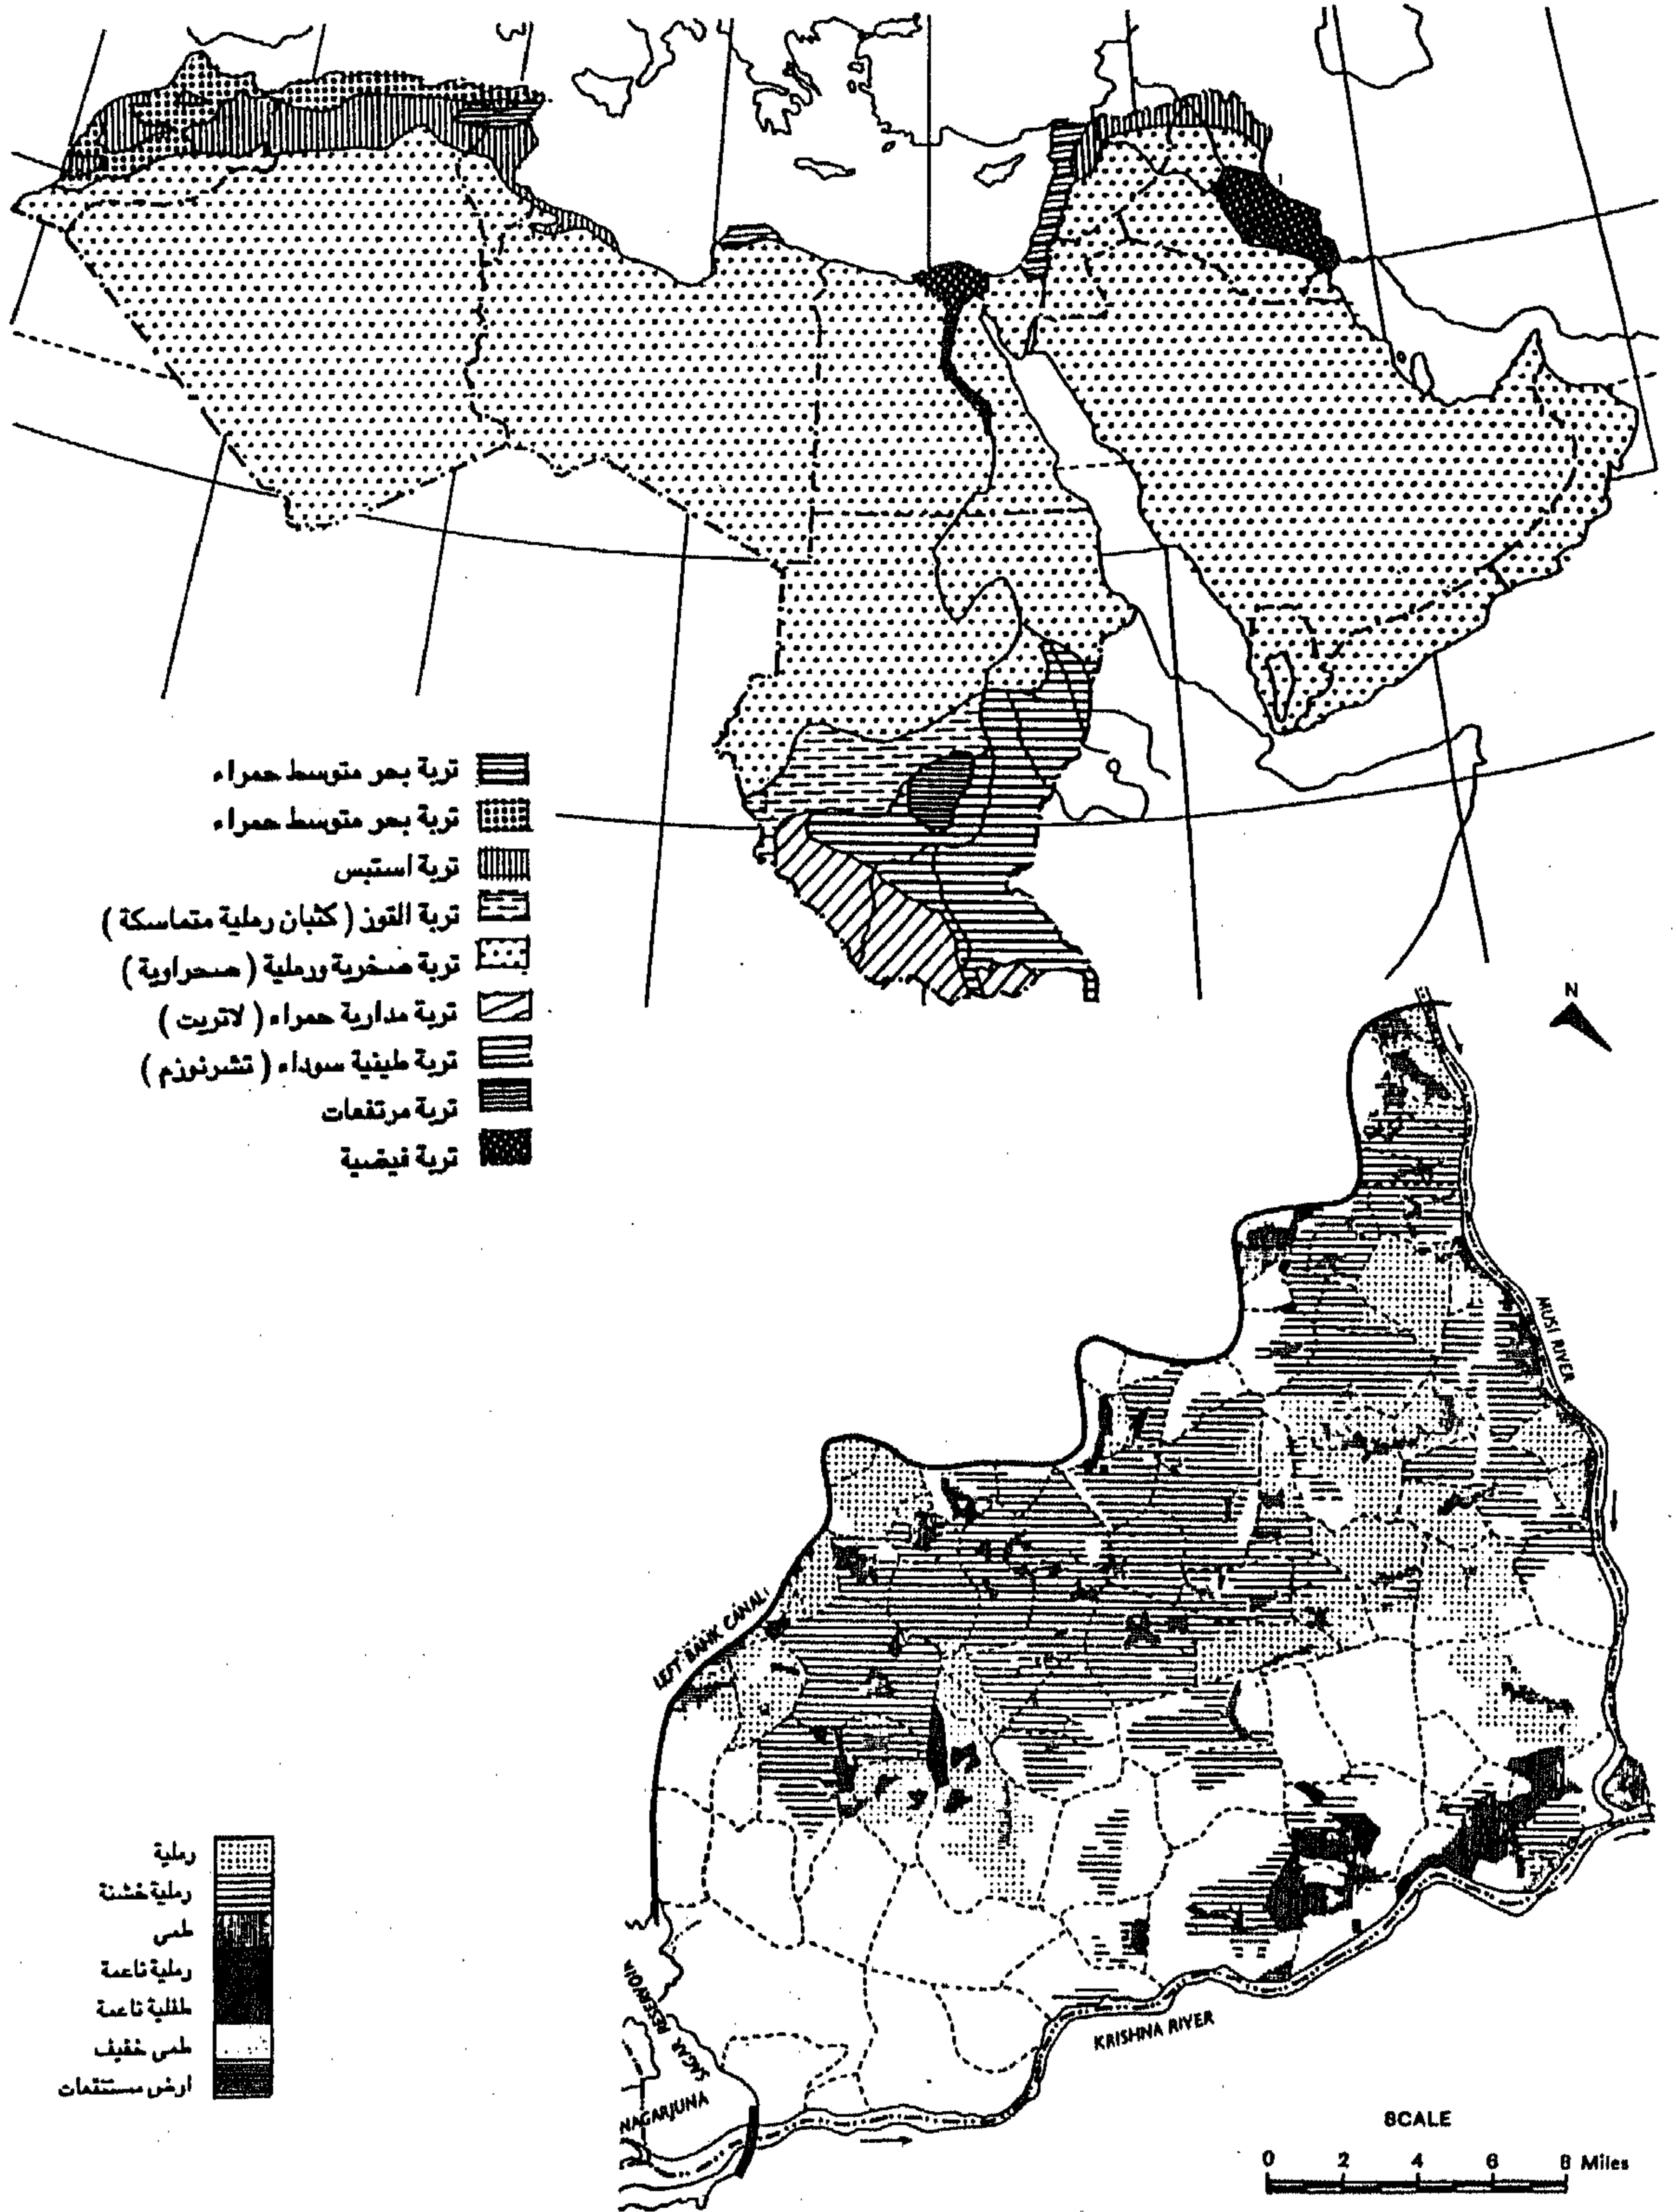 تربة بحر متوسط حمراء
تربة بحر متوسط حمراء
تربة استبس
تربة القوز ( كثبان رملية متماسكة )
تربة صخرية ورملية ( صحراوية )
تربة مدارية حمراء ( لاتريت )
تربة طينية سوداء ( تشرنوزم )
تربة مرتفعات
تربة فيضية
N
MUSI RIVER
LEFT BANK CANAL
رملية
رملية خشنة
طمى
رملية ناعمة
طفلية ناعمة
طمى خفيف
ارض مستنقعات
NAGARJUNA
SAGAR RESERVOIR
KRISHNA RIVER
SCALE
0 2 4 6 8 Miles